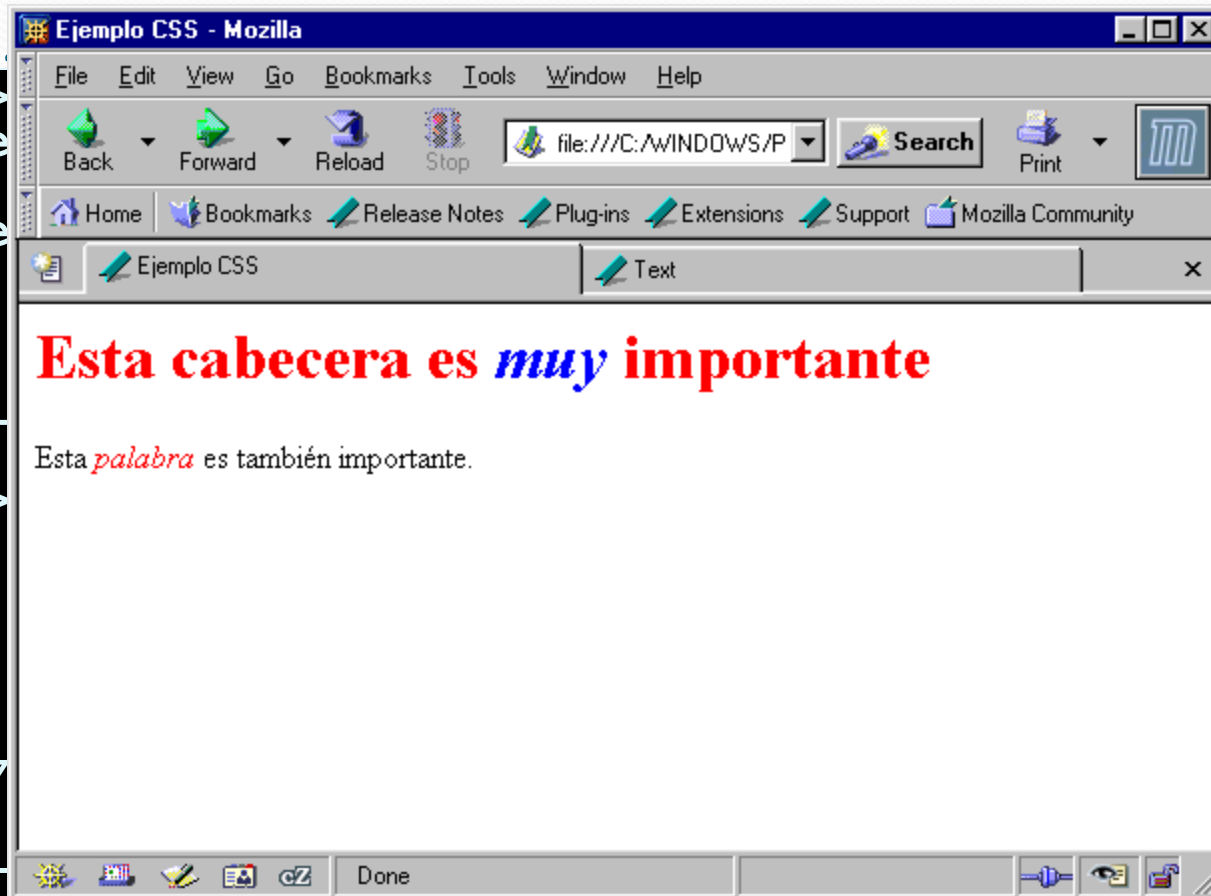 Ejemplo CSS - Mozilla
File Edit View Go Bookmarks Tools Window Help
Back Forward Reload Stop file:///C:/WINDOWS/P Search Print
Home Bookmarks Release Notes Plug-ins Extensions Support Mozilla Community
Ejemplo CSS Text
Esta cabecera es muy importante
Esta palabra es también importante.
Done